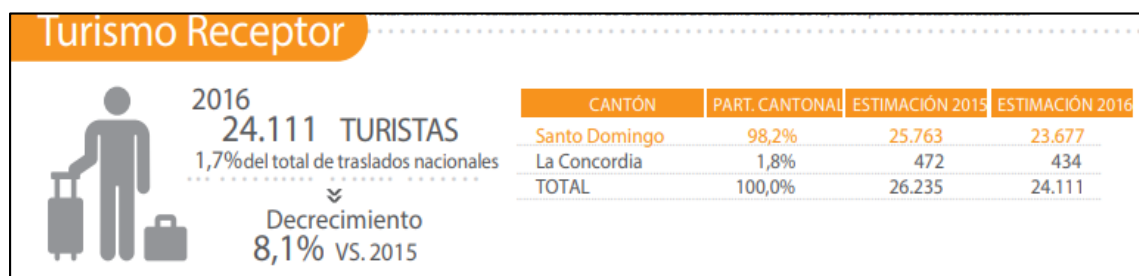 Turismo Receptor
2016
24.111 TURISTAS
1,7%del total de traslados nacionales
Decrecimiento
8,1% VS. 2015
CANTÓN PART. CANTONAL ESTIMACIÓN 2015 ESTIMACIÓN 2016
Santo Domingo 98,2% 25.763 23.677
La Concordia 1,8% 472 434
TOTAL 100,0% 26.235 24.111